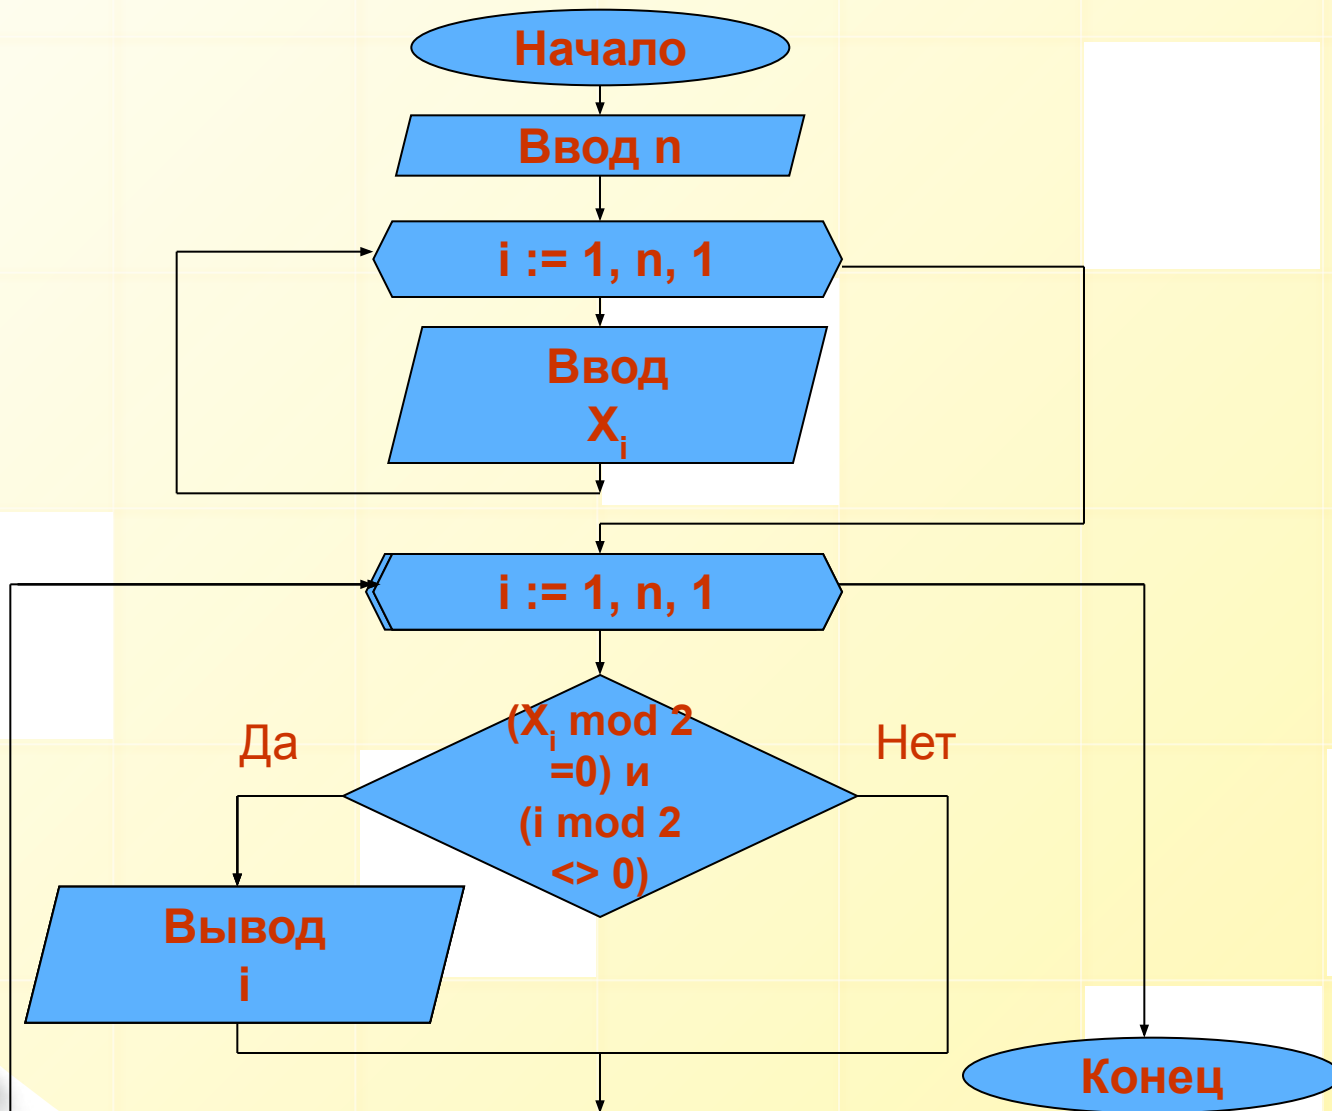 Начало
Ввод n
i := 1, n, 1
Ввод
Xᵢ
i := 1, n, 1
Да
(Xᵢ mod 2
=0) и
(i mod 2
<> 0)
Нет
Вывод
i
Конец